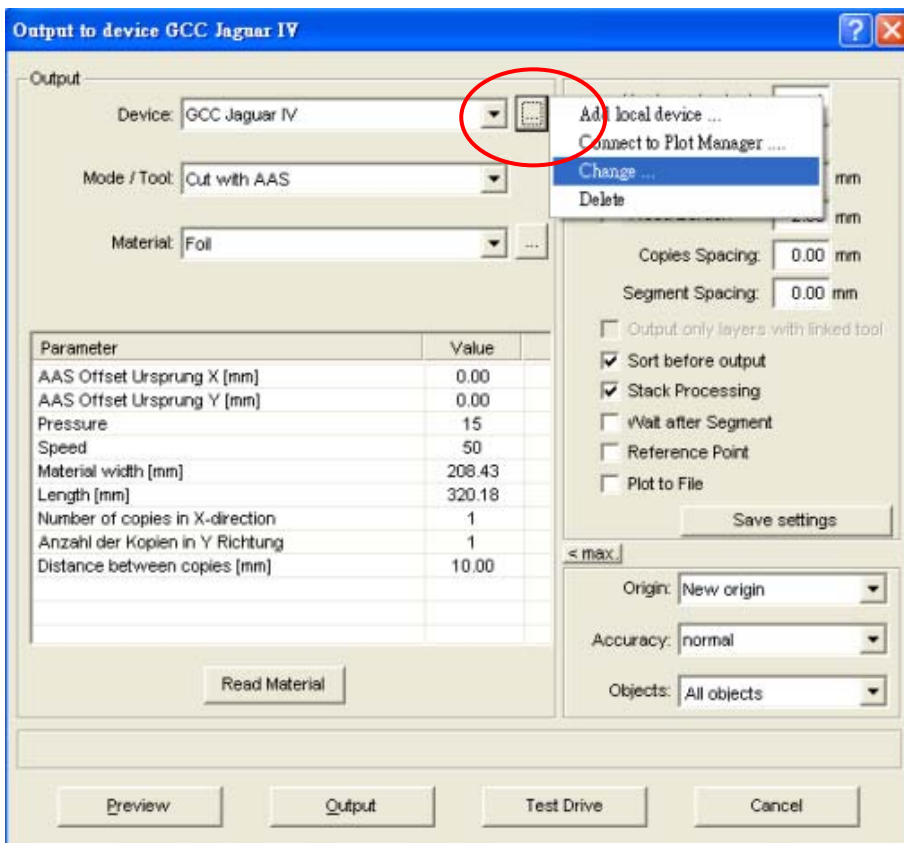 Output to device GCC Jaguar IV
Output
Device: GCC Jaguar IV
...
Add local device ...
Connect to Plot Manager ....
Change ...
Delete
Mode / Tool: Cut with AAS
mm
mm
Material: Foil
...
Copies Spacing: 0.00 mm
Segment Spacing: 0.00 mm
Output only layers with linked tool
Sort before output
Stack Processing
Wait after Segment
Reference Point
Plot to File
Save settings
Parameter Value
AAS Offset Ursprung X [mm] 0.00
AAS Offset Ursprung Y [mm] 0.00
Pressure 15
Speed 50
Material width [mm] 208.43
Length [mm] 320.18
Number of copies in X-direction 1
Anzahl der Kopien in Y Richtung 1
Distance between copies [mm] 10.00
Read Material
< max.
Origin: New origin
Accuracy: normal
Objects: All objects
Preview
Output
Test Drive
Cancel